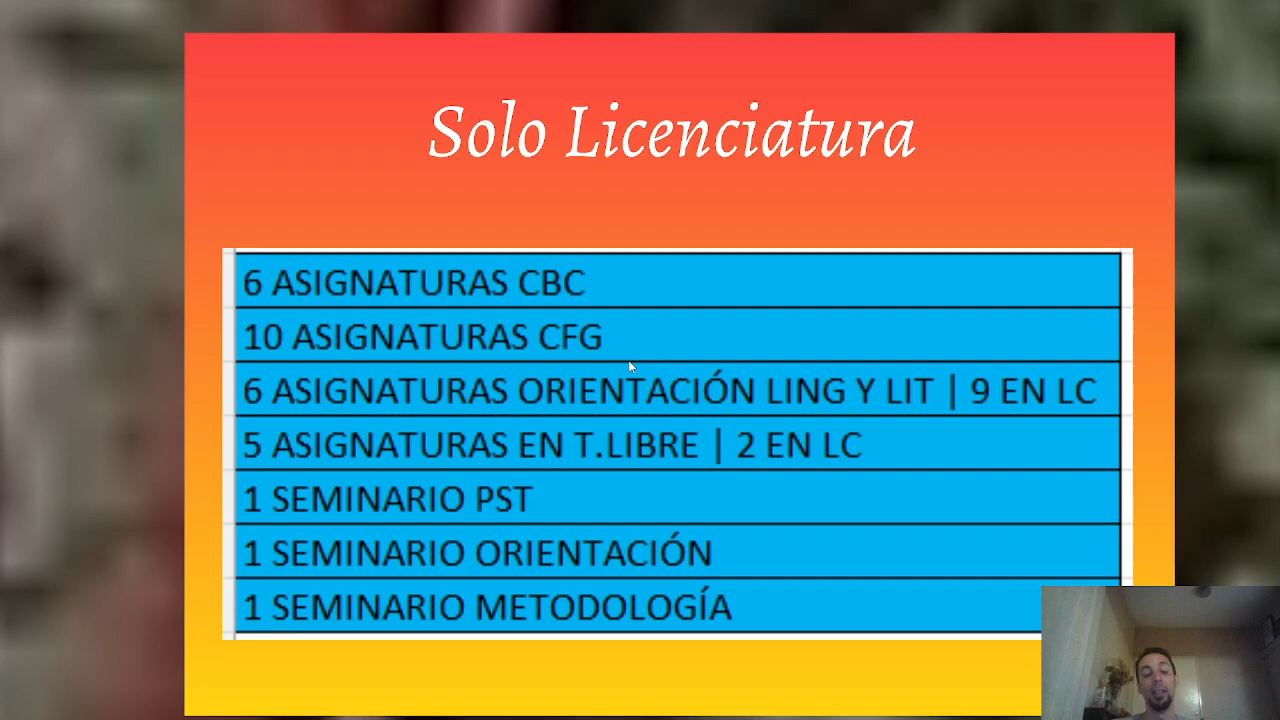 Solo Licenciatura
6 ASIGNATURAS CBC
10 ASIGNATURAS CFG
6 ASIGNATURAS ORIENTACIÓN LING Y LIT | 9 EN LC
5 ASIGNATURAS EN T.LIBRE | 2 EN LC
1 SEMINARIO PST
1 SEMINARIO ORIENTACIÓN
1 SEMINARIO METODOLOGÍA